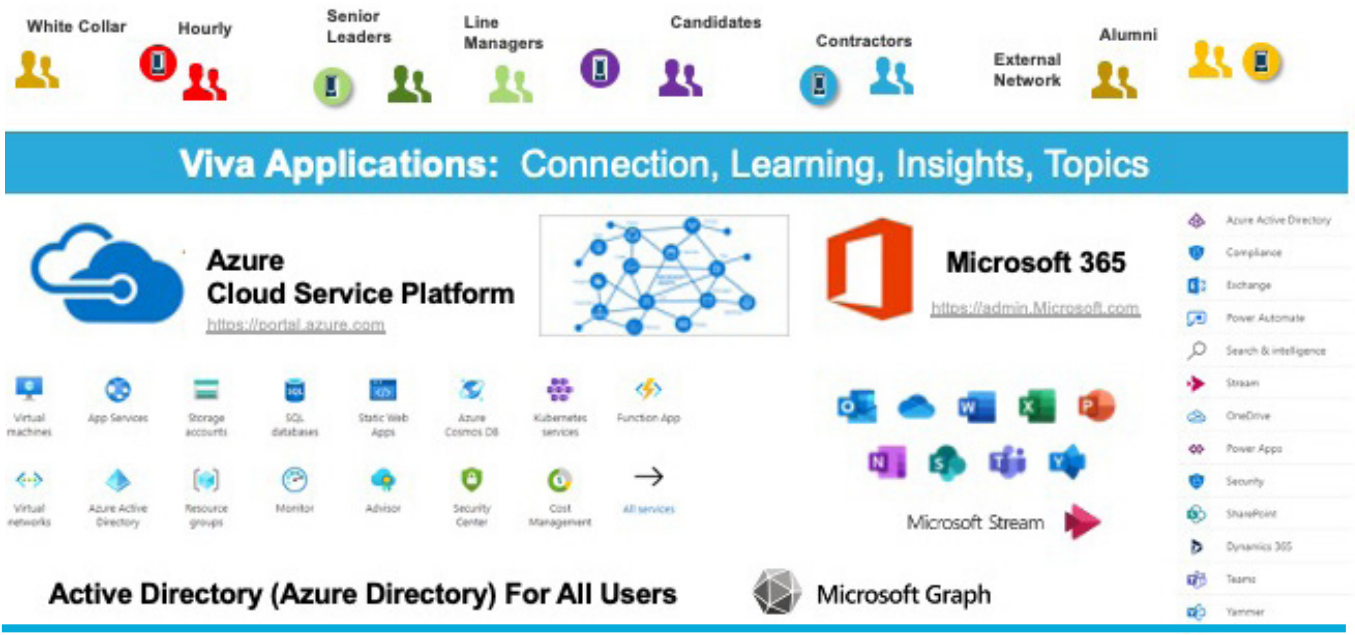 White Collar
Hourly
Senior
Leaders
Line
Managers
Candidates
Contractors
External
Network
Alumni
Viva Applications: Connection, Learning, Insights, Topics
Azure
Cloud Service Platform
https://portal.azure.com
Microsoft 365
https://admin.Microsoft.com
Azure Active Directory
Compliance
Exchange
Power Automate
Search & intelligence
Stream
OneDrive
Power Apps
Security
SharePoint
Dynamics 365
Teams
Yammer
Virtual
machines
App Services
Storage
accounts
SQL
SQL
databases
Static Web
Apps
Azure
Cosmos DB
Kubernetes
services
Function App
Virtual
networks
Azure Active
Directory
Resource
groups
Monitor
Advisor
Security
Center
Cost
Management
All services
O
W
X
P
N
S
T
Y
Microsoft Stream
Active Directory (Azure Directory) For All Users
Microsoft Graph